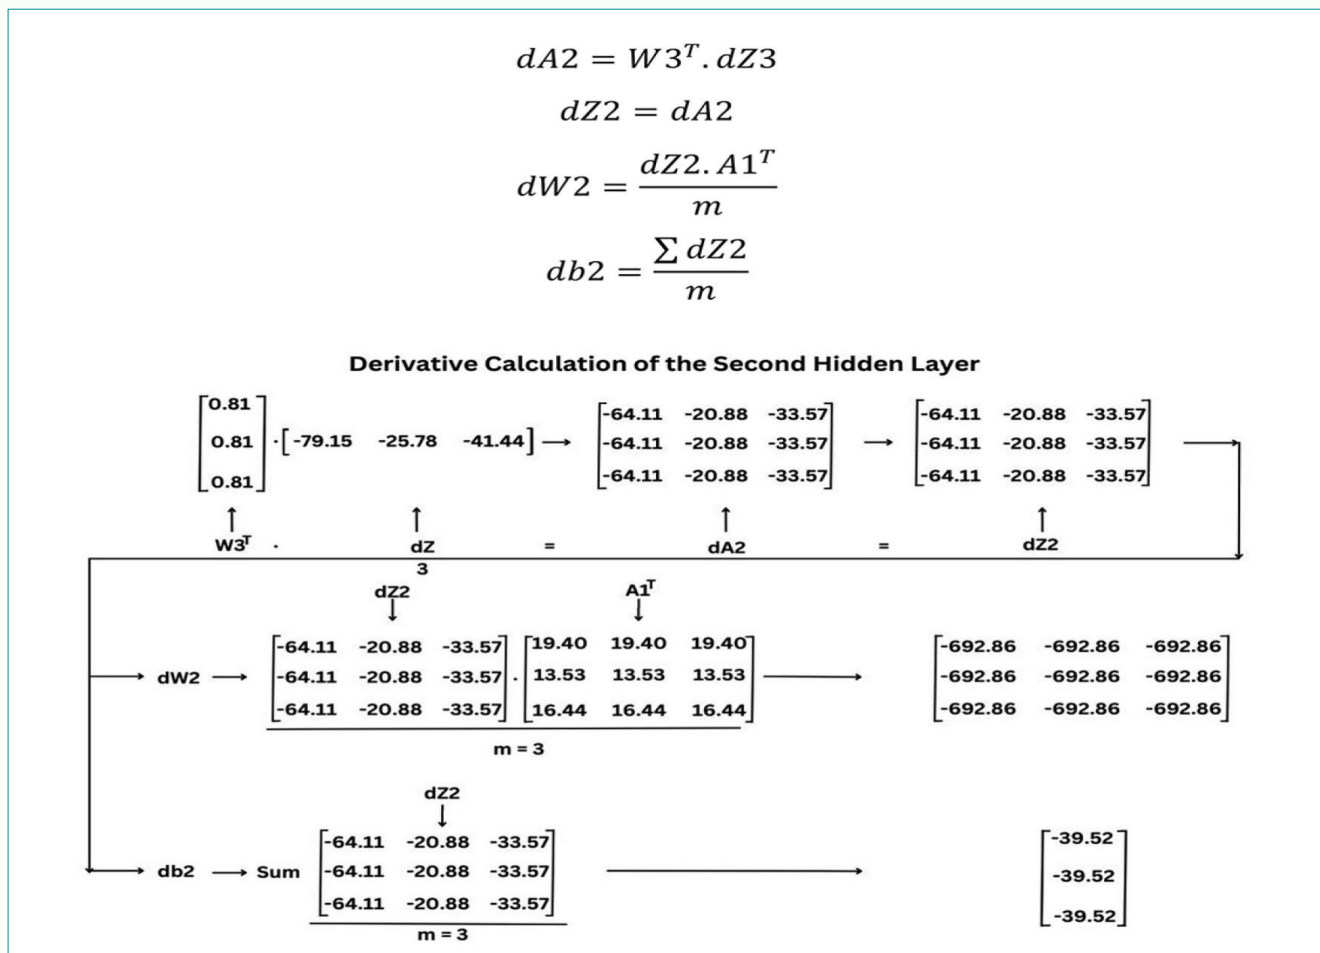 dA2 = W3ᵀ. dZ3
dZ2 = dA2
dW2 = dZ2. A1ᵀ / m
db2 = ∑ dZ2 / m
Derivative Calculation of the Second Hidden Layer
[0.81] [-64.11 -20.88 -33.57] [-64.11 -20.88 -33.57]
[0.81] · [-79.15 -25.78 -41.44] → [-64.11 -20.88 -33.57] → [-64.11 -20.88 -33.57] →
[0.81] [-64.11 -20.88 -33.57] [-64.11 -20.88 -33.57]
↑ ↑ ↑ ↑
W3ᵀ · dZ = dA2 = dZ2
3
dZ2 A1ᵀ
↓ ↓
[-64.11 -20.88 -33.57] [19.40 19.40 19.40] [-692.86 -692.86 -692.86]
→ dW2 → [-64.11 -20.88 -33.57] . [13.53 13.53 13.53] → [-692.86 -692.86 -692.86]
[-64.11 -20.88 -33.57] [16.44 16.44 16.44] [-692.86 -692.86 -692.86]
m = 3
dZ2
↓
[-64.11 -20.88 -33.57] [-39.52]
→ db2 → Sum [-64.11 -20.88 -33.57] → [-39.52]
[-64.11 -20.88 -33.57] [-39.52]
m = 3